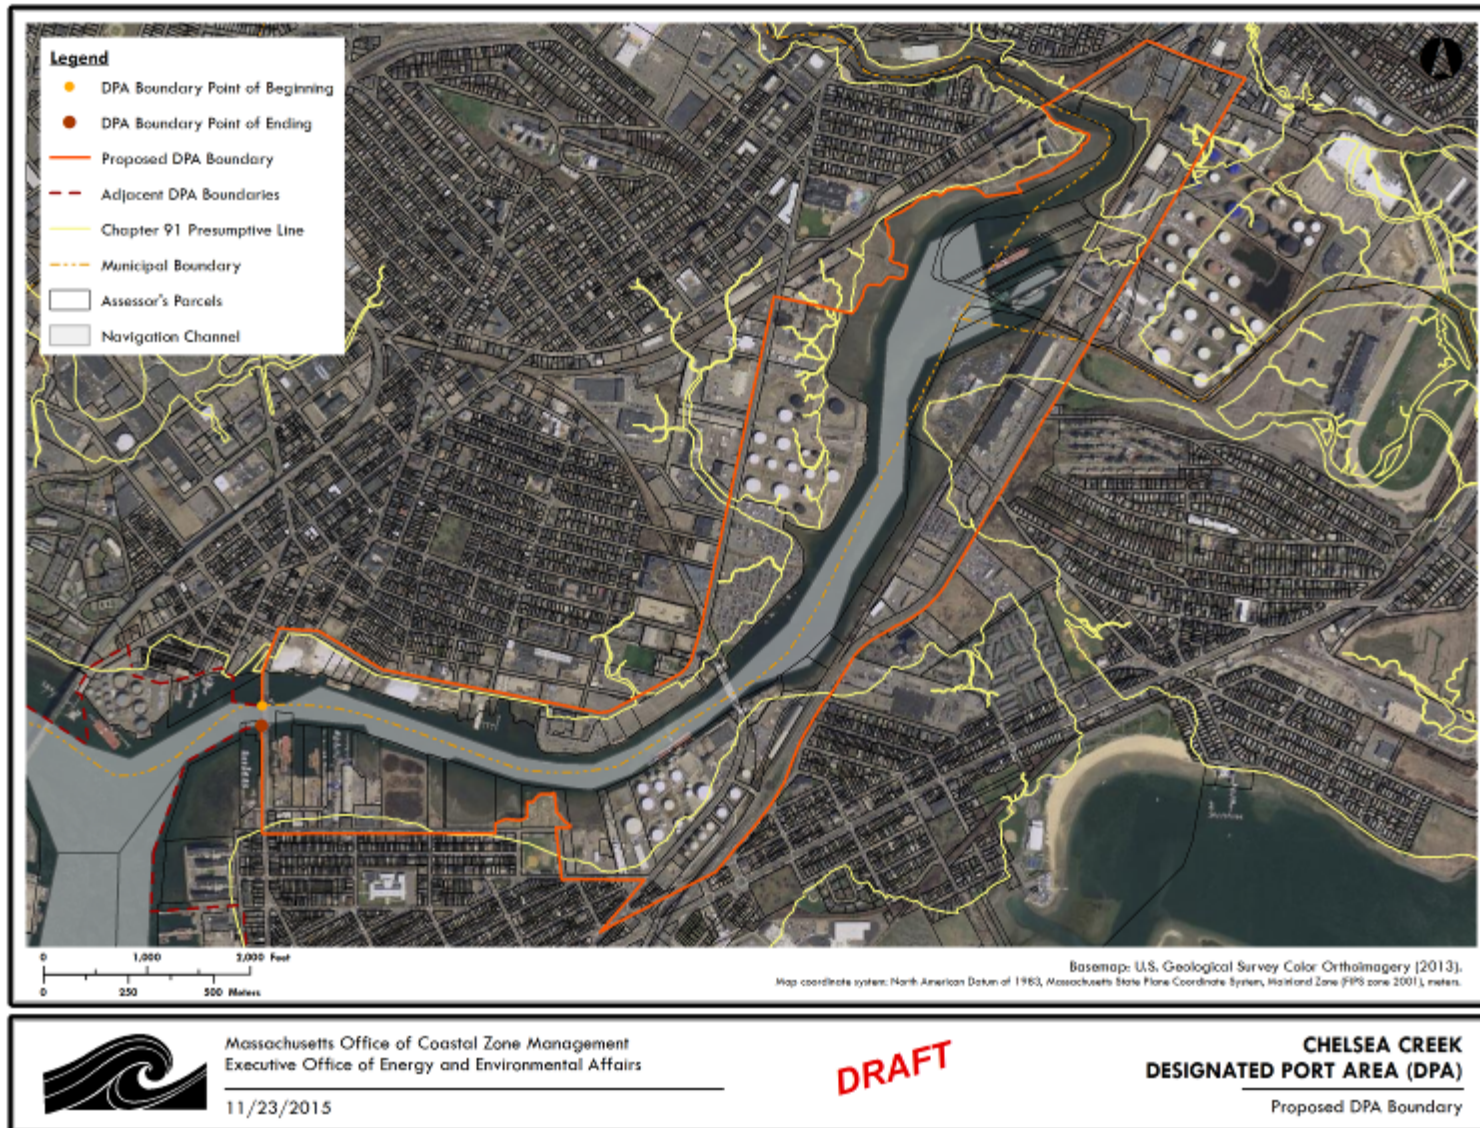 Legend
DPA Boundary Point of Beginning
DPA Boundary Point of Ending
Proposed DPA Boundary
Adjacent DPA Boundaries
Chapter 91 Presumptive Line
Municipal Boundary
Assessor's Parcels
Navigation Channel
0 1,000 2,000 Feet
0 250 500 Meters
Basemap: U.S. Geological Survey Color Orthoimagery (2013).
Map coordinate system: North American Datum of 1983, Massachusetts State Plane Coordinate System, Mainland Zone (FIPS zone 2001), meters.
Massachusetts Office of Coastal Zone Management
Executive Office of Energy and Environmental Affairs
11/23/2015
DRAFT
CHELSEA CREEK
DESIGNATED PORT AREA (DPA)
Proposed DPA Boundary